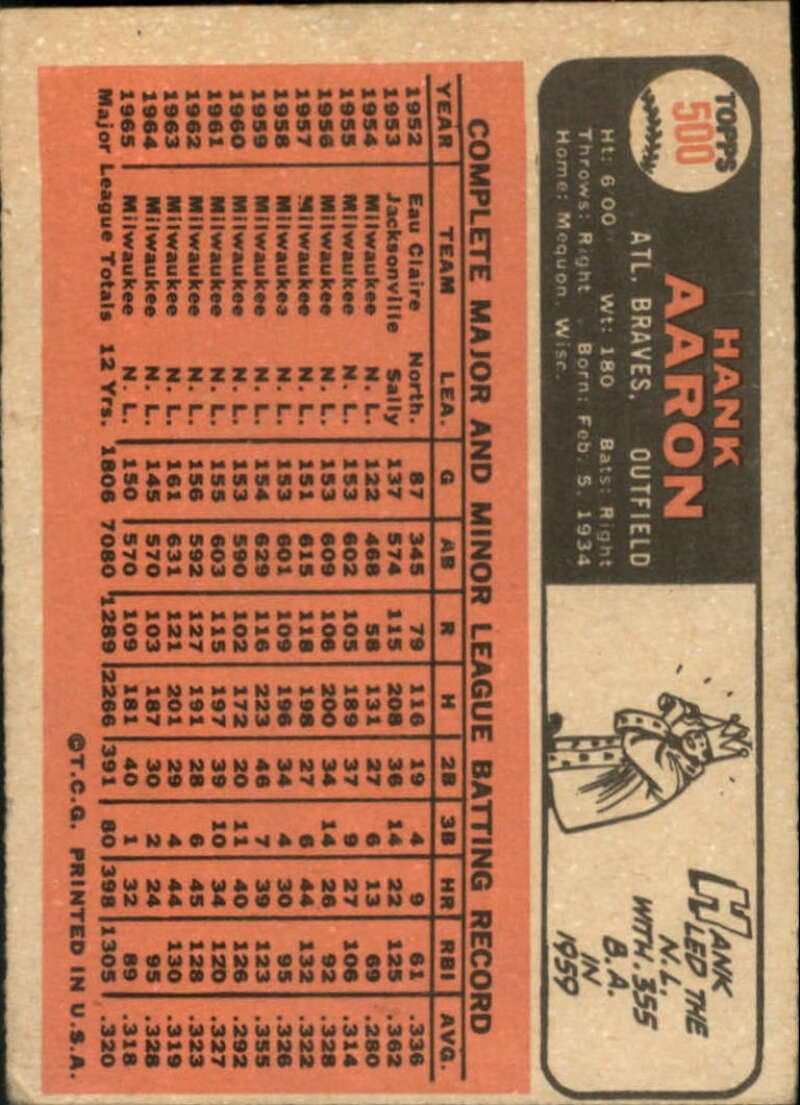 TOPPS
500
HANK
AARON
ATL. BRAVES. OUTFIELD
Ht: 6'00" Wt: 180 Bats: Right
Throws: Right Born: Feb. 5, 1934
Home: Mequon, Wisc.
HANK
LED THE
N.L.
WITH .355
B.A.
IN
1959
COMPLETE MAJOR AND MINOR LEAGUE BATTING RECORD
YEAR TEAM LEA. G AB R H 2B 3B HR RBI AVG.
1952 Eau Claire North. 87 345 79 116 19 4 9 61 .336
1953 Jacksonville Sally 137 574 115 208 36 14 22 125 .362
1954 Milwaukee N. L. 122 468 58 131 27 6 13 69 .280
1955 Milwaukee N. L. 153 602 105 189 37 9 27 106 .314
1956 Milwaukee N. L. 153 609 106 200 34 14 26 92 .328
1957 Milwaukee N. L. 151 615 118 198 27 6 44 132 .322
1958 Milwaukee N. L. 153 601 109 196 34 4 30 95 .326
1959 Milwaukee N. L. 154 629 116 223 46 7 39 123 .355
1960 Milwaukee N. L. 153 590 102 172 20 11 40 126 .292
1961 Milwaukee N. L. 155 603 115 197 39 10 34 120 .327
1962 Milwaukee N. L. 156 592 127 191 28 6 45 128 .323
1963 Milwaukee N. L. 161 631 121 201 29 4 44 130 .319
1964 Milwaukee N. L. 145 570 103 187 30 2 24 95 .328
1965 Milwaukee N. L. 150 570 109 181 40 1 32 89 .318
Major League Totals 12 Yrs. 1806 7080 1289 2266 391 80 398 1305 .320
©T.C.G. PRINTED IN U.S.A.